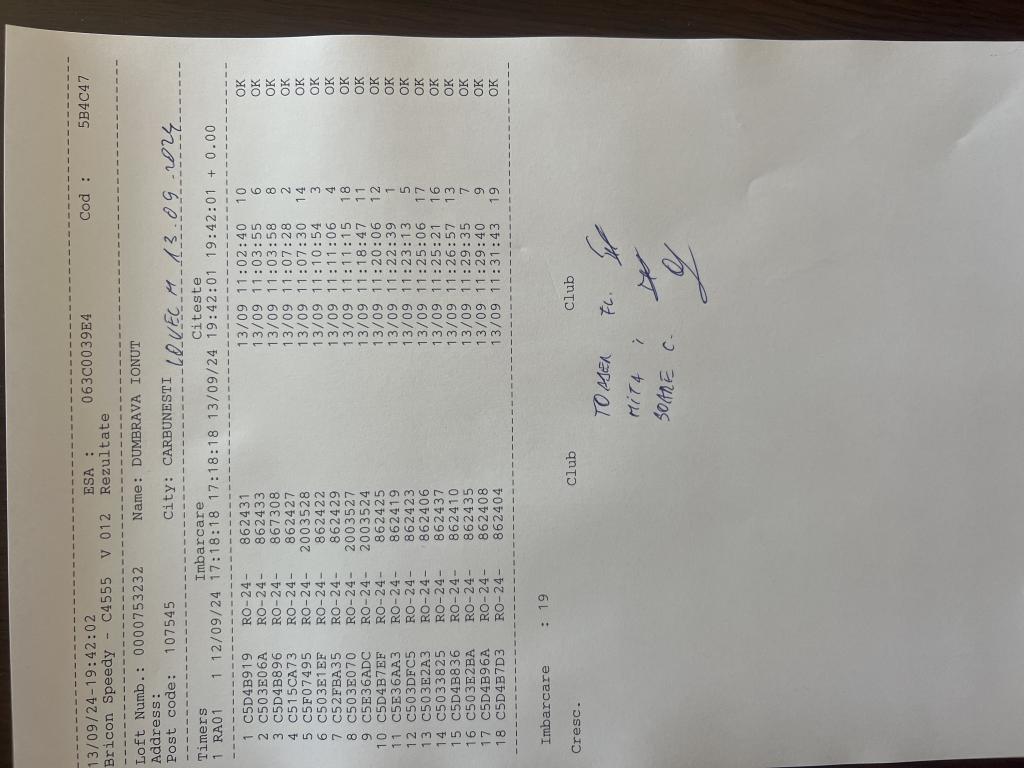 13/09/24-19:42:02 ESA : 063C0039E4 Cod : 5B4C47
Bricon Speedy - C4555 V 012 Rezultate
Loft Numb.: 0000753232 Name: DUMBRAVA IONUT
Address:
Post code: 107545 City: CARBUNESTI LOVECH 13.09.2024
Timers Imbarcare Citeste
1 RA01 1 12/09/24 17:18:18 17:18:18 13/09/24 19:42:01 19:42:01 + 0.00
1 C5D4B919 RO-24- 862431 13/09 11:02:40 10 OK
2 C503E06A RO-24- 862433 13/09 11:03:55 6 OK
3 C5D4B896 RO-24- 867308 13/09 11:03:58 8 OK
4 C515CA73 RO-24- 862427 13/09 11:07:28 2 OK
5 C5F07495 RO-24- 2003528 13/09 11:07:30 14 OK
6 C503E1EF RO-24- 862422 13/09 11:10:54 3 OK
7 C52FBA35 RO-24- 862429 13/09 11:11:06 4 OK
8 C503E070 RO-24- 2003527 13/09 11:11:15 18 OK
9 C5E36ADC RO-24- 2003524 13/09 11:18:47 11 OK
10 C5D4B7EF RO-24- 862425 13/09 11:20:06 12 OK
11 C5E36AA3 RO-24- 862419 13/09 11:22:39 1 OK
12 C503DFC5 RO-24- 862423 13/09 11:23:13 5 OK
13 C503E2A3 RO-24- 862406 13/09 11:25:06 17 OK
14 C5033825 RO-24- 862437 13/09 11:25:21 16 OK
15 C5D4B836 RO-24- 862410 13/09 11:26:57 13 OK
16 C503E2BA RO-24- 862435 13/09 11:29:35 7 OK
17 C5D4B96A RO-24- 862408 13/09 11:29:40 9 OK
18 C5D4B7D3 RO-24- 862404 13/09 11:31:43 19 OK
Imbarcare : 19
Cresc. Club Club
MITA i
SOARE C.